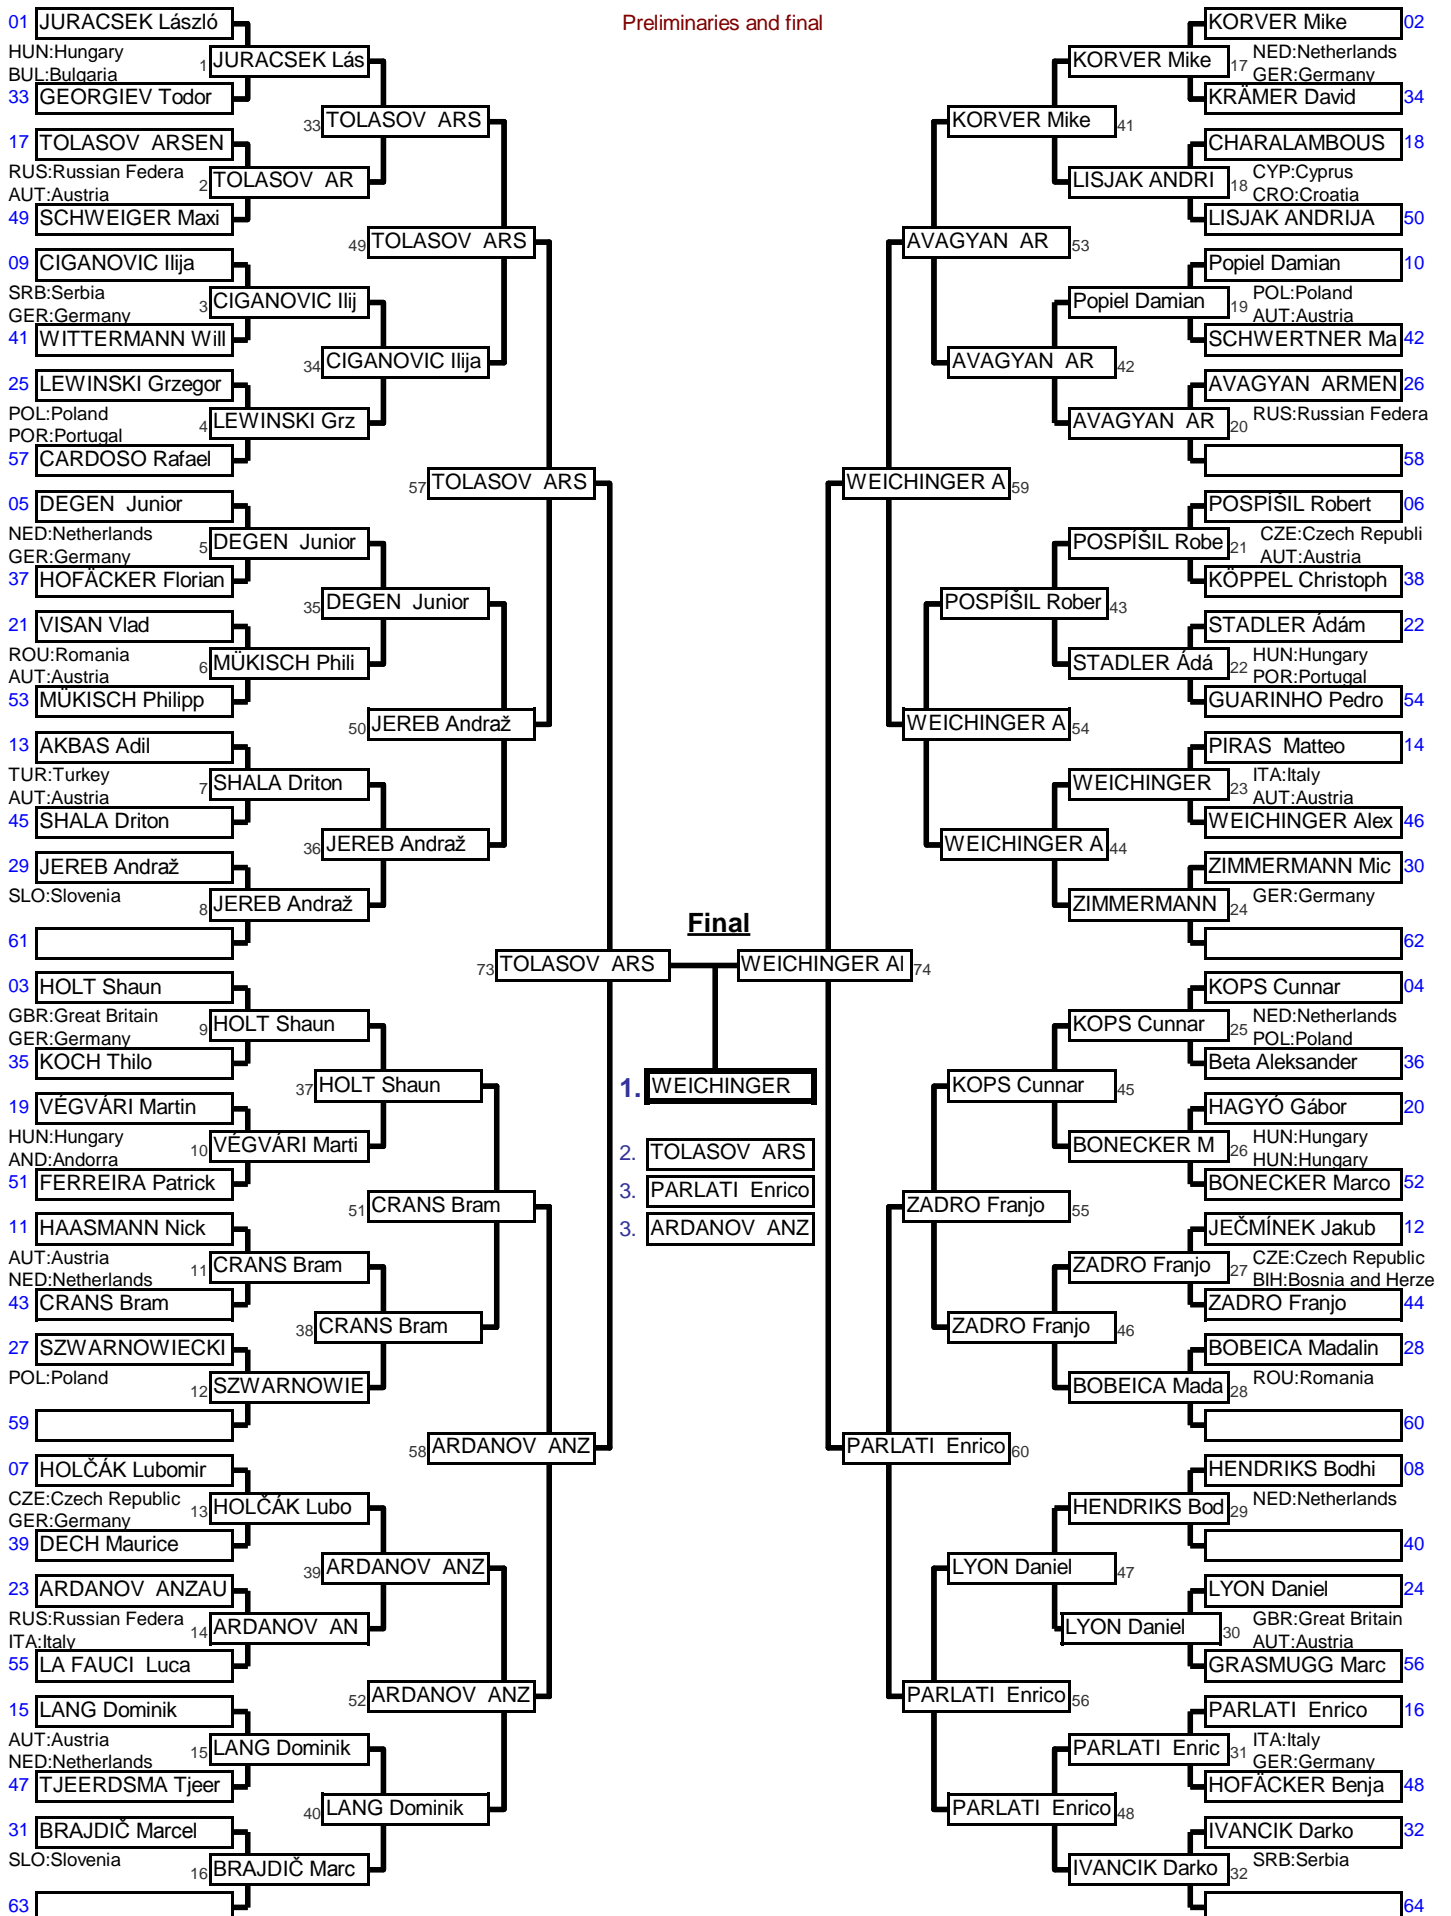 Preliminaries and final
01 JURACSEK László
HUN:Hungary
BUL:Bulgaria
1 JURACSEK Lás
33 GEORGIEV Todor
33 TOLASOV ARS
17 TOLASOV ARSEN
RUS:Russian Federa
AUT:Austria
2 TOLASOV AR
49 SCHWEIGER Maxi
49 TOLASOV ARS
09 CIGANOVIC Ilija
SRB:Serbia
GER:Germany
3 CIGANOVIC Ilij
41 WITTERMANN Will
34 CIGANOVIC Ilija
25 LEWINSKI Grzegor
POL:Poland
POR:Portugal
4 LEWINSKI Grz
57 CARDOSO Rafael
57 TOLASOV ARS
05 DEGEN Junior
NED:Netherlands
GER:Germany
5 DEGEN Junior
37 HOFÄCKER Florian
35 DEGEN Junior
21 VISAN Vlad
ROU:Romania
AUT:Austria
6 MÜKISCH Phili
53 MÜKISCH Philipp
50 JEREB Andraž
13 AKBAS Adil
TUR:Turkey
AUT:Austria
7 SHALA Driton
45 SHALA Driton
36 JEREB Andraž
29 JEREB Andraž
SLO:Slovenia
8 JEREB Andraž
61
73 TOLASOV ARS
03 HOLT Shaun
GBR:Great Britain
GER:Germany
9 HOLT Shaun
35 KOCH Thilo
37 HOLT Shaun
19 VÉGVÁRI Martin
HUN:Hungary
AND:Andorra
10 VÉGVÁRI Marti
51 FERREIRA Patrick
51 CRANS Bram
11 HAASMANN Nick
AUT:Austria
NED:Netherlands
11 CRANS Bram
43 CRANS Bram
38 CRANS Bram
27 SZWARNOWIECKI
POL:Poland
12 SZWARNOWIE
59
58 ARDANOV ANZ
07 HOLČÁK Lubomir
CZE:Czech Republic
GER:Germany
13 HOLČÁK Lubo
39 DECH Maurice
39 ARDANOV ANZ
23 ARDANOV ANZAU
RUS:Russian Federa
ITA:Italy
14 ARDANOV AN
55 LA FAUCI Luca
52 ARDANOV ANZ
15 LANG Dominik
AUT:Austria
NED:Netherlands
15 LANG Dominik
47 TJEERDSMA Tjeer
40 LANG Dominik
31 BRAJDIČ Marcel
SLO:Slovenia
16 BRAJDIČ Marc
63
Final
1. WEICHINGER
2. TOLASOV ARS
3. PARLATI Enrico
3. ARDANOV ANZ
KORVER Mike 02
KORVER Mike 17
NED:Netherlands
GER:Germany
KRÄMER David 34
KORVER Mike 41
CHARALAMBOUS 18
LISJAK ANDRI 18
CYP:Cyprus
CRO:Croatia
LISJAK ANDRIJA 50
AVAGYAN AR 53
Popiel Damian 10
Popiel Damian 19
POL:Poland
AUT:Austria
SCHWERTNER Ma 42
AVAGYAN AR 42
AVAGYAN ARMEN 26
AVAGYAN AR 20
RUS:Russian Federa
58
WEICHINGER A 59
POSPÍŠIL Robert 06
POSPÍŠIL Robe 21
CZE:Czech Republi
AUT:Austria
KÖPPEL Christoph 38
POSPÍŠIL Rober 43
STADLER Ádám 22
STADLER Ádá 22
HUN:Hungary
POR:Portugal
GUARINHO Pedro 54
WEICHINGER A 54
PIRAS Matteo 14
WEICHINGER 23
ITA:Italy
AUT:Austria
WEICHINGER Alex 46
WEICHINGER A 44
ZIMMERMANN Mic 30
ZIMMERMANN 24
GER:Germany
62
WEICHINGER Al 74
KOPS Cunnar 04
KOPS Cunnar 25
NED:Netherlands
POL:Poland
Beta Aleksander 36
KOPS Cunnar 45
HAGYÓ Gábor 20
BONECKER M 26
HUN:Hungary
HUN:Hungary
BONECKER Marco 52
ZADRO Franjo 55
JEČMÍNEK Jakub 12
ZADRO Franjo 27
CZE:Czech Republic
BIH:Bosnia and Herze
ZADRO Franjo 44
ZADRO Franjo 46
BOBEICA Madalin 28
BOBEICA Mada 28
ROU:Romania
60
PARLATI Enrico 60
HENDRIKS Bodhi 08
HENDRIKS Bod 29
NED:Netherlands
40
LYON Daniel 47
LYON Daniel 24
LYON Daniel 30
GBR:Great Britain
AUT:Austria
GRASMUGG Marc 56
PARLATI Enrico 56
PARLATI Enrico 16
PARLATI Enric 31
ITA:Italy
GER:Germany
HOFÄCKER Benja 48
PARLATI Enrico 48
IVANCIK Darko 32
IVANCIK Darko 32
SRB:Serbia
64